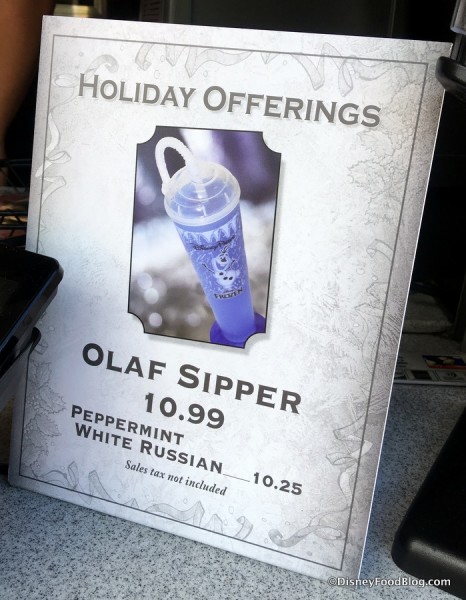 HOLIDAY OFFERINGS
FROZEN
OLAF SIPPER
10.99
PEPPERMINT
WHITE RUSSIAN 10.25
Sales tax not included
©DisneyFoodBlog.com